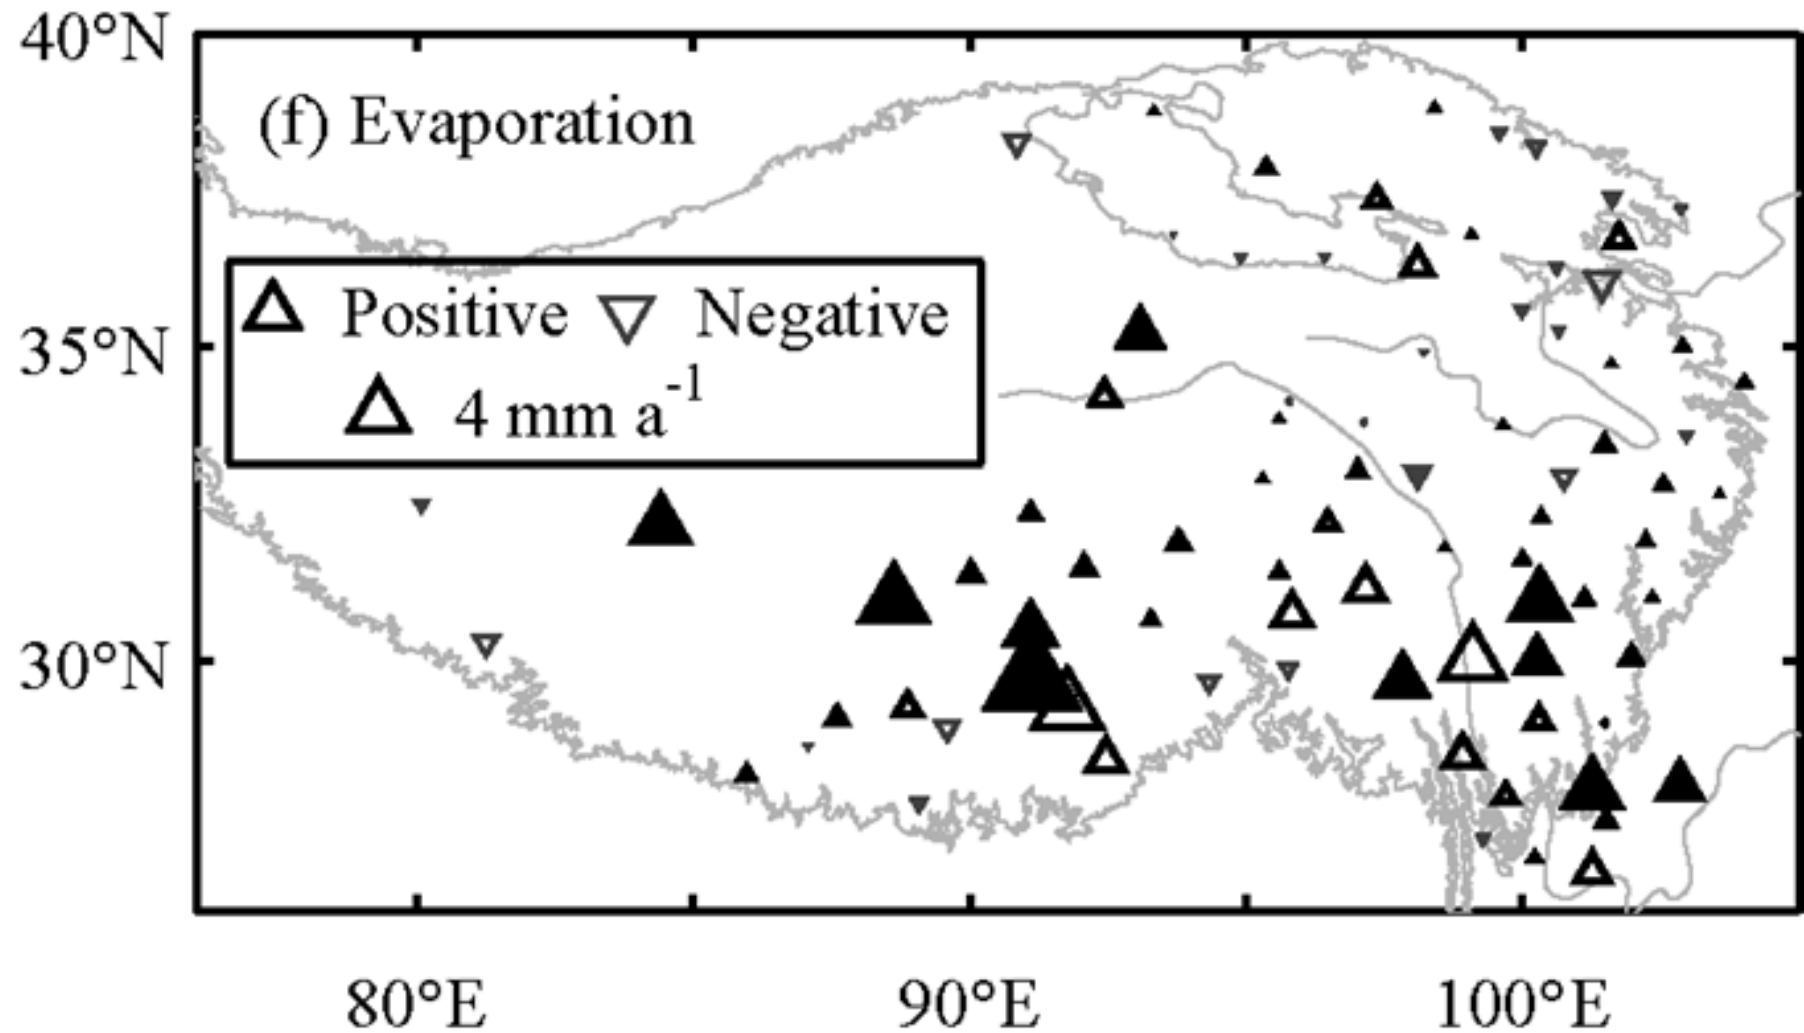 40°N
(f) Evaporation
Positive Negative
35°N
4 mm a⁻¹
30°N
80°E 90°E 100°E